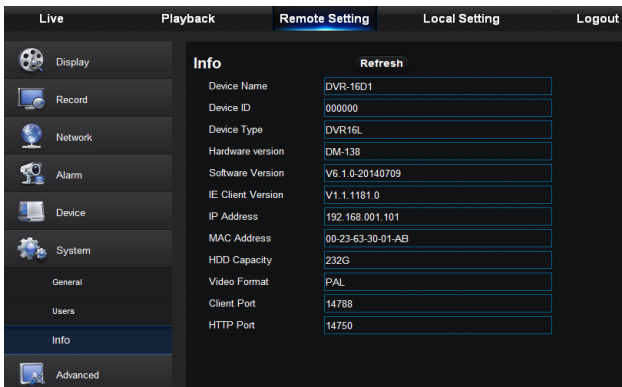 Live Playback Remote Setting Local Setting Logout
Display
Record
Network
Alarm
Device
System
General
Users
Info
Advanced
Info Refresh
Device Name DVR-16D1
Device ID 000000
Device Type DVR16L
Hardware version DM-138
Software Version V6.1.0-20140709
IE Client Version V1.1.1181.0
IP Address 192.168.001.101
MAC Address 00-23-63-30-01-AB
HDD Capacity 232G
Video Format PAL
Client Port 14788
HTTP Port 14750